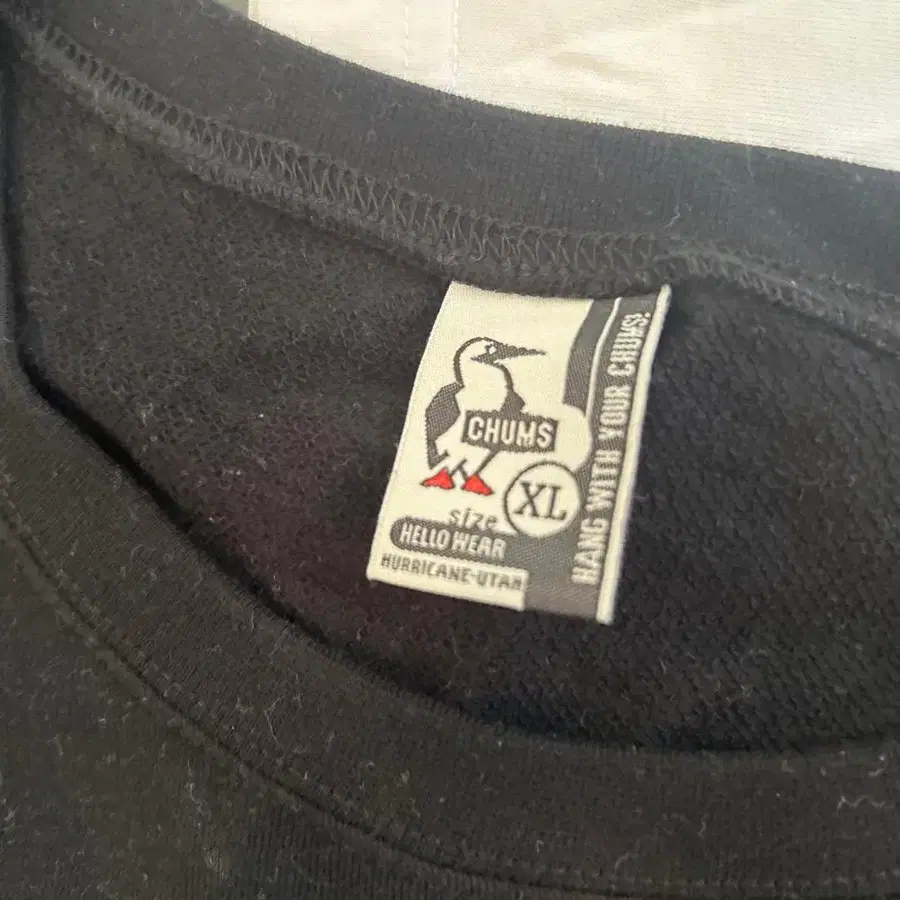 CHUMS
size
XL
HELLO WEAR
HURRICANE-UTAH
HANG WITH YOUR CHUMS!